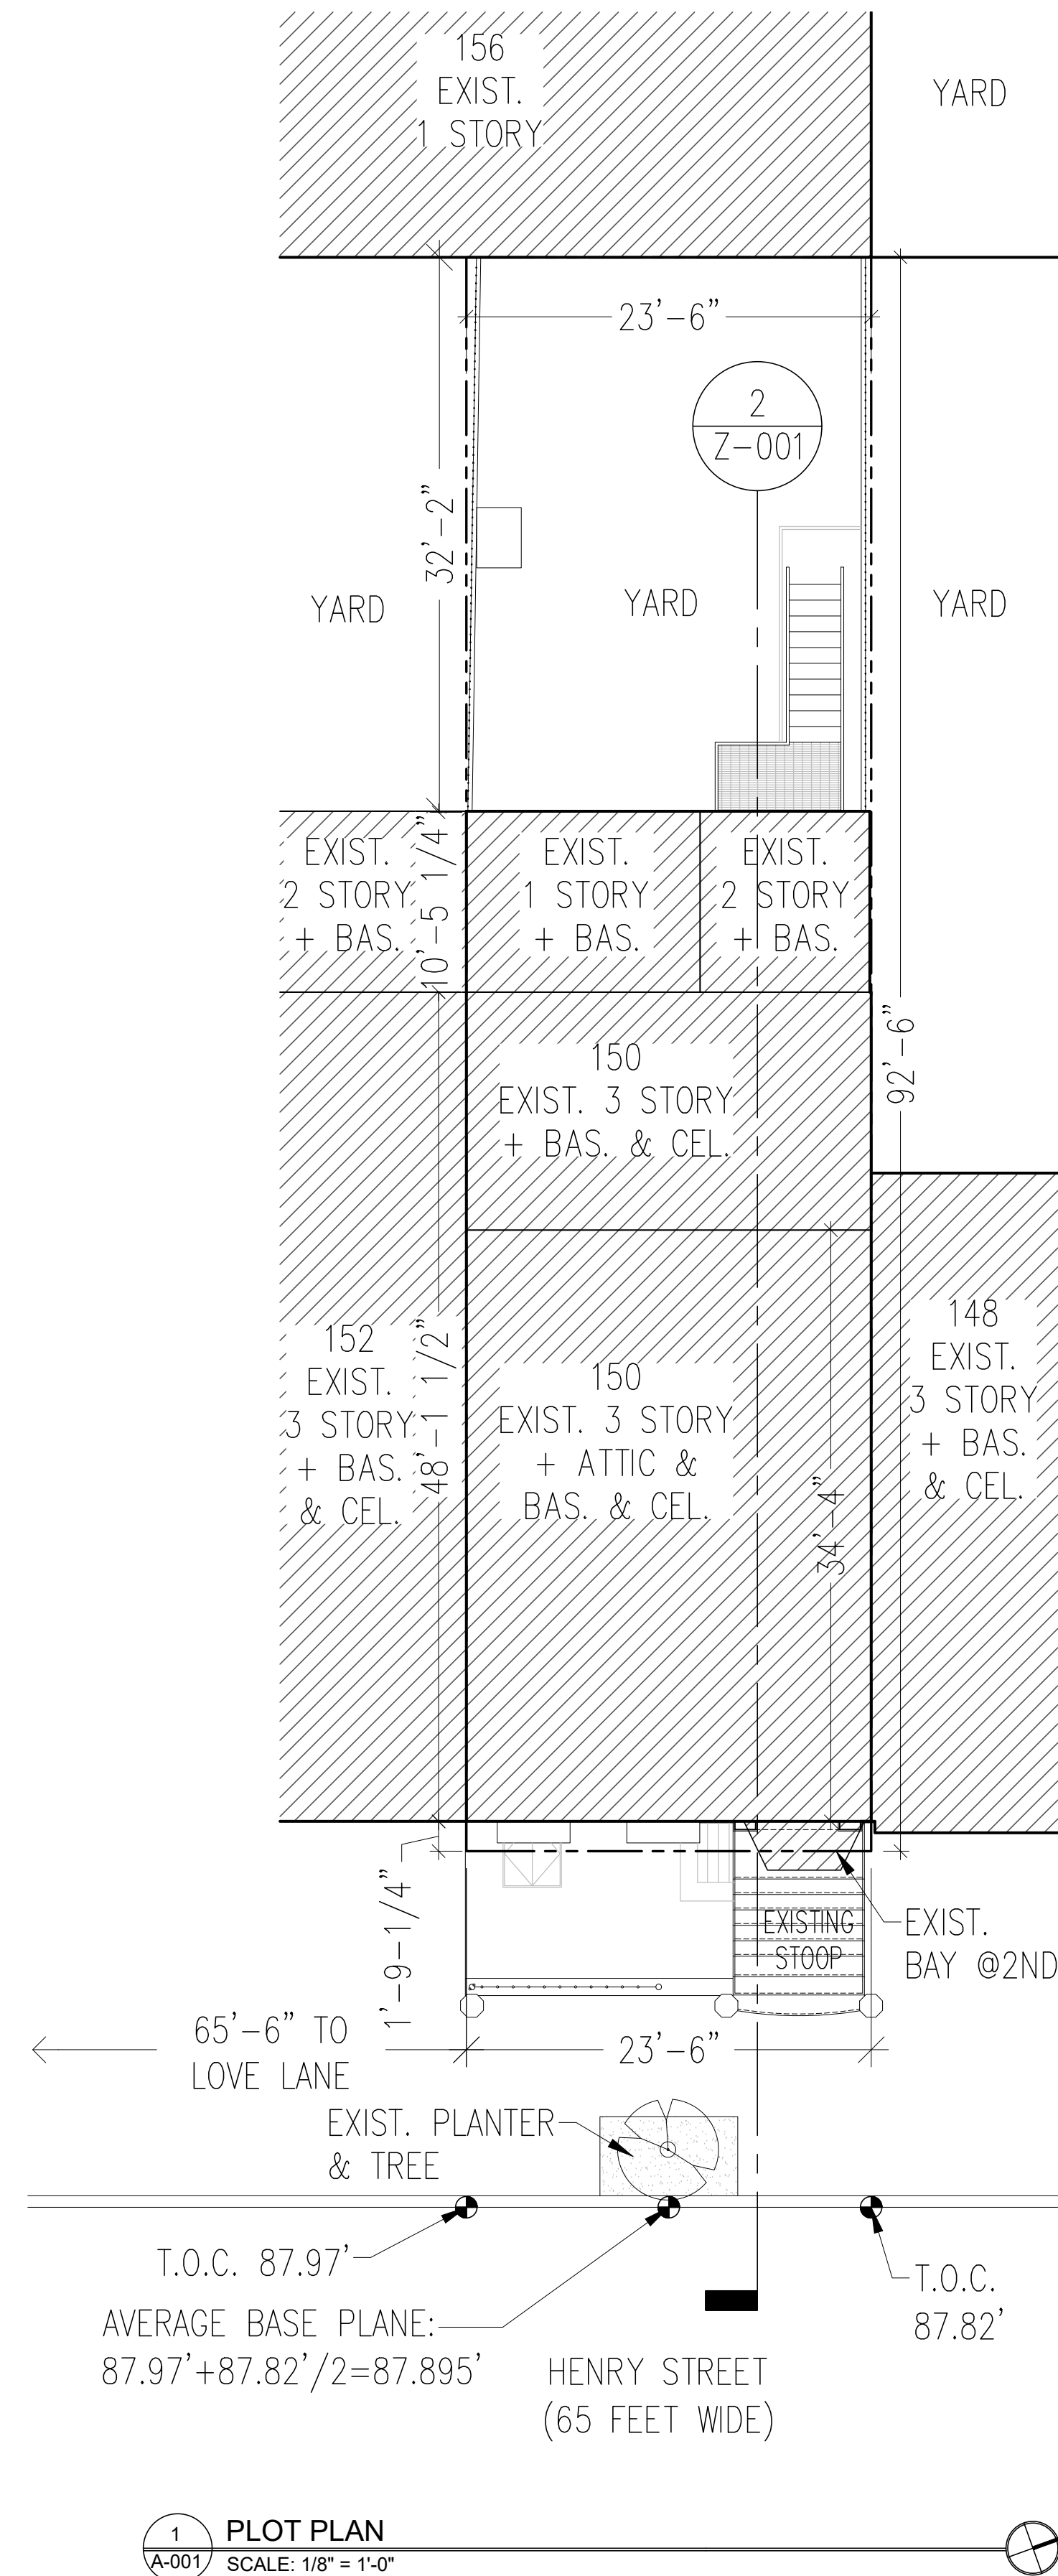 156
EXIST.
1 STORY
YARD
23'-6"
2
Z-001
32'-2"
YARD
YARD
YARD
EXIST.
2 STORY
+ BAS.
10'-5 1/4"
EXIST.
1 STORY
+ BAS.
EXIST.
2 STORY
+ BAS.
92'-6"
150
EXIST. 3 STORY
+ BAS. & CEL.
152
EXIST.
3 STORY
+ BAS.
& CEL.
48'-1 1/2"
150
EXIST. 3 STORY
+ ATTIC &
BAS. & CEL.
34'-4"
148
EXIST.
3 STORY
+ BAS.
& CEL.
1'-9-1/4"
EXISTING
STOOP
EXIST.
BAY @2ND
65'-6" TO
LOVE LANE
23'-6"
EXIST. PLANTER
& TREE
T.O.C. 87.97'
T.O.C.
87.82'
AVERAGE BASE PLANE:
87.97'+87.82'/2=87.895'
HENRY STREET
(65 FEET WIDE)
1
A-001
PLOT PLAN
SCALE: 1/8" = 1'-0"